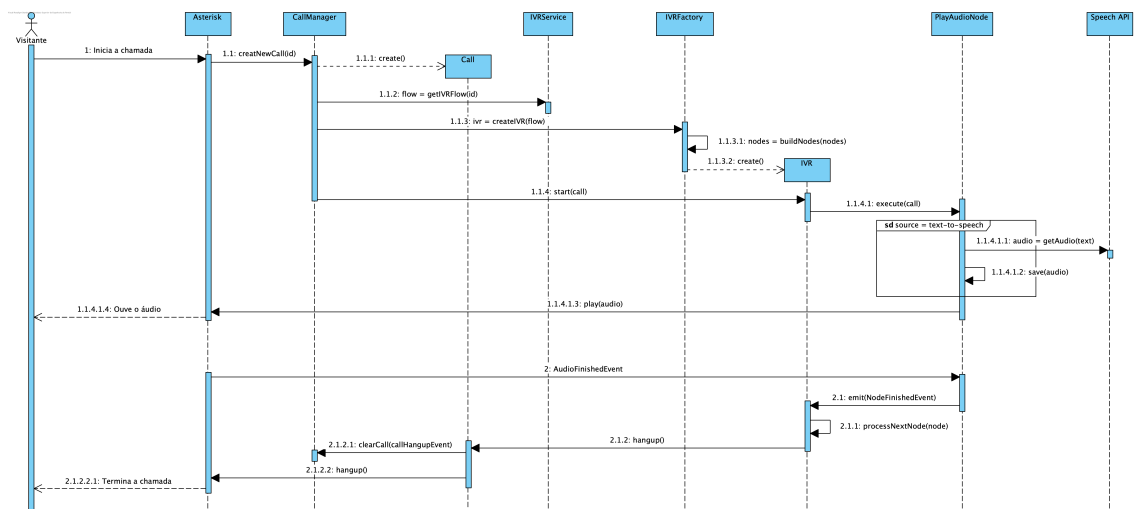 Visitante
Asterisk
CallManager
IVRService
IVRFactory
PlayAudioNode
Speech API
1: Inicia a chamada
1.1: creatNewCall(id)
1.1.1: create()
Call
1.1.2: flow = getIVRFlow(id)
1.1.3: ivr = createIVR(flow)
1.1.3.1: nodes = buildNodes(nodes)
1.1.3.2: create()
IVR
1.1.4: start(call)
1.1.4.1: execute(call)
sd source = text-to-speech
1.1.4.1.1: audio = getAudio(text)
1.1.4.1.2: save(audio)
1.1.4.1.3: play(audio)
1.1.4.1.4: Ouve o áudio
2: AudioFinishedEvent
2.1: emit(NodeFinishedEvent)
2.1.1: processNextNode(node)
2.1.2: hangup()
2.1.2.1: clearCall(callHangupEvent)
2.1.2.2: hangup()
2.1.2.2.1: Termina a chamada